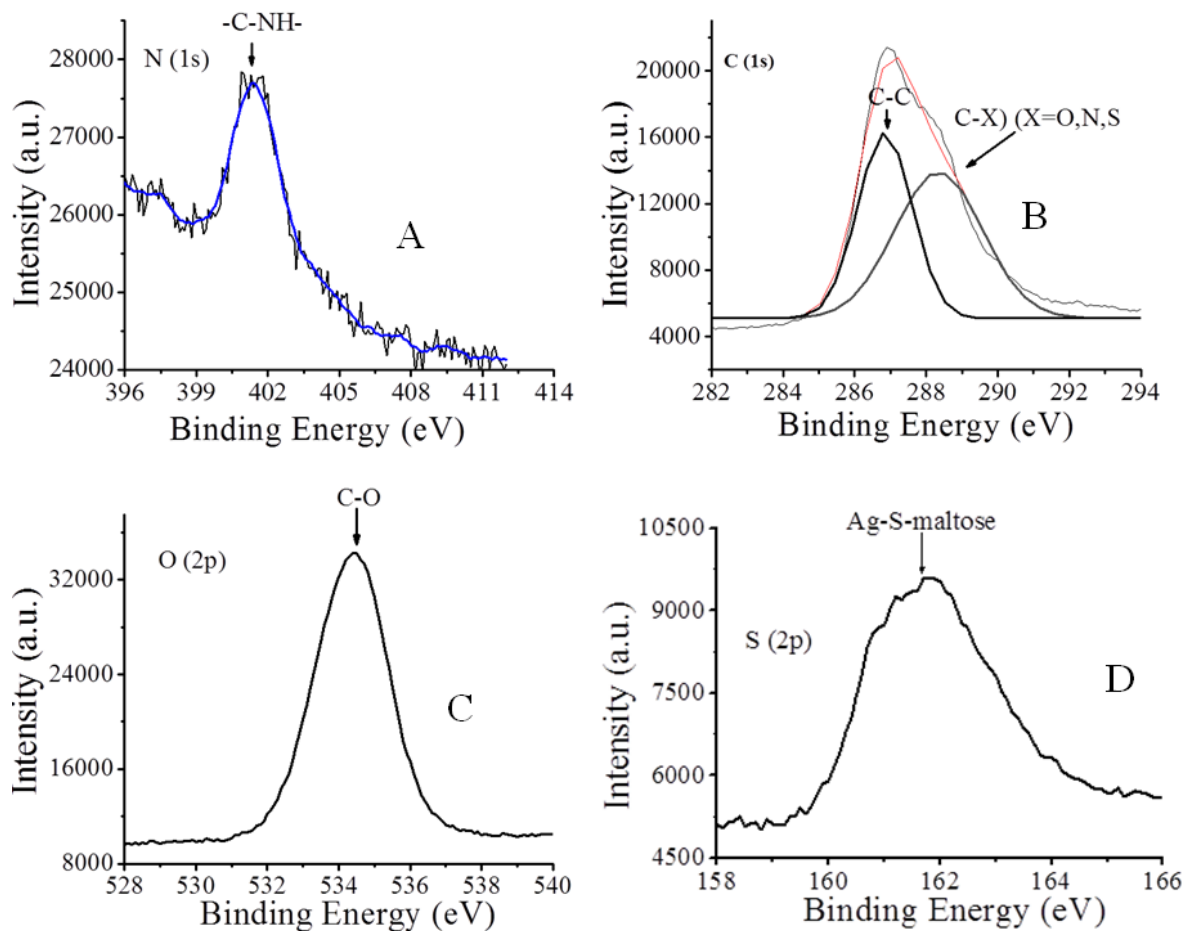 -C-NH-
N (1s)
A
Intensity (a.u.)
28000
27000
26000
25000
24000
396 399 402 405 408 411 414
Binding Energy (eV)
C (1s)
C-C
C-X) (X=O,N,S
B
Intensity (a.u.)
20000
16000
12000
8000
4000
282 284 286 288 290 292 294
Binding Energy (eV)
C-O
O (2p)
C
Intensity (a.u.)
32000
24000
16000
8000
528 530 532 534 536 538 540
Binding Energy (eV)
Ag-S-maltose
S (2p)
D
Intensity (a.u.)
10500
9000
7500
6000
4500
158 160 162 164 166
Binding Energy (eV)